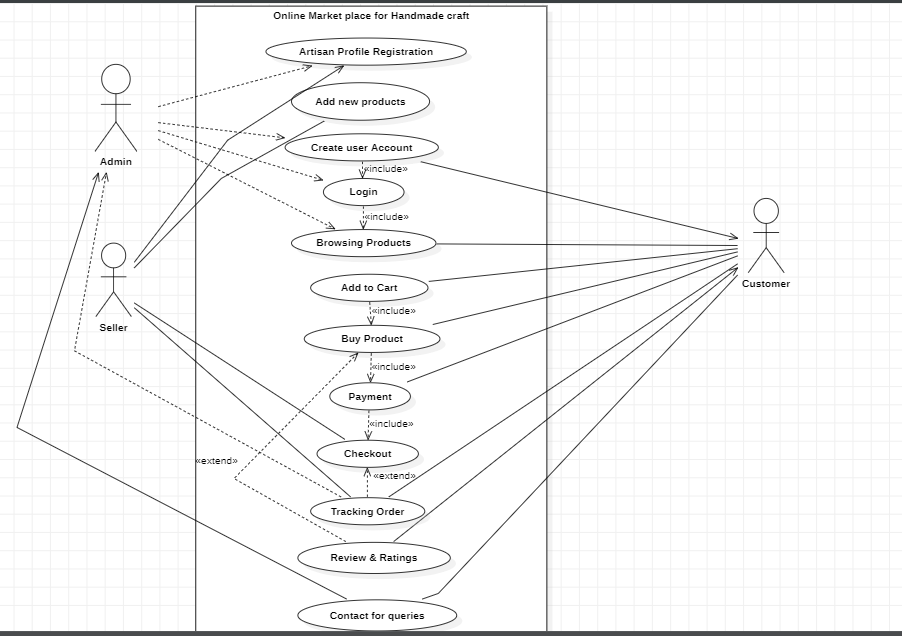 Online Market place for Handmade craft
Artisan Profile Registration
Add new products
Create user Account
Admin
«include»
Login
«include»
Browsing Products
Customer
Add to Cart
«include»
Seller
Buy Product
«include»
Payment
«include»
Checkout
«extend»
«extend»
Tracking Order
Review & Ratings
Contact for queries